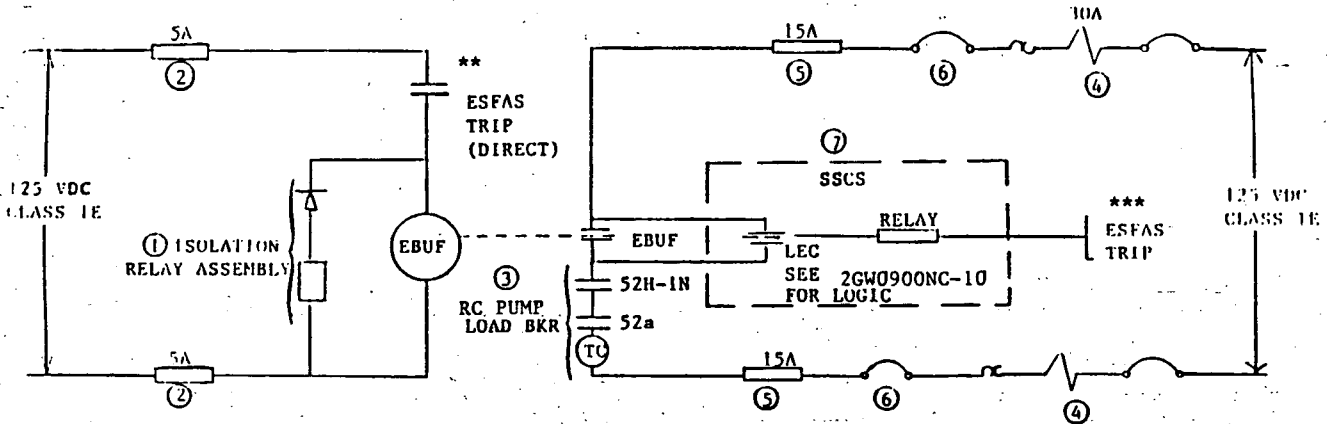 5A
②
**
ESFAS
TRIP
(DIRECT)
125 VDC
CLASS 1E
① ISOLATION
RELAY ASSEMBLY
EBUF
5A
②
15A
⑤
⑥
30A
④
⑦
SSCS
RELAY
***
ESFAS
TRIP
125 VDC
CLASS 1E
EBUF
LEC
SEE 2GW0900NC-10
FOR LOGIC
③
RC PUMP
LOAD BKR
52H-1N
52a
TC
15A
⑤
⑥
④